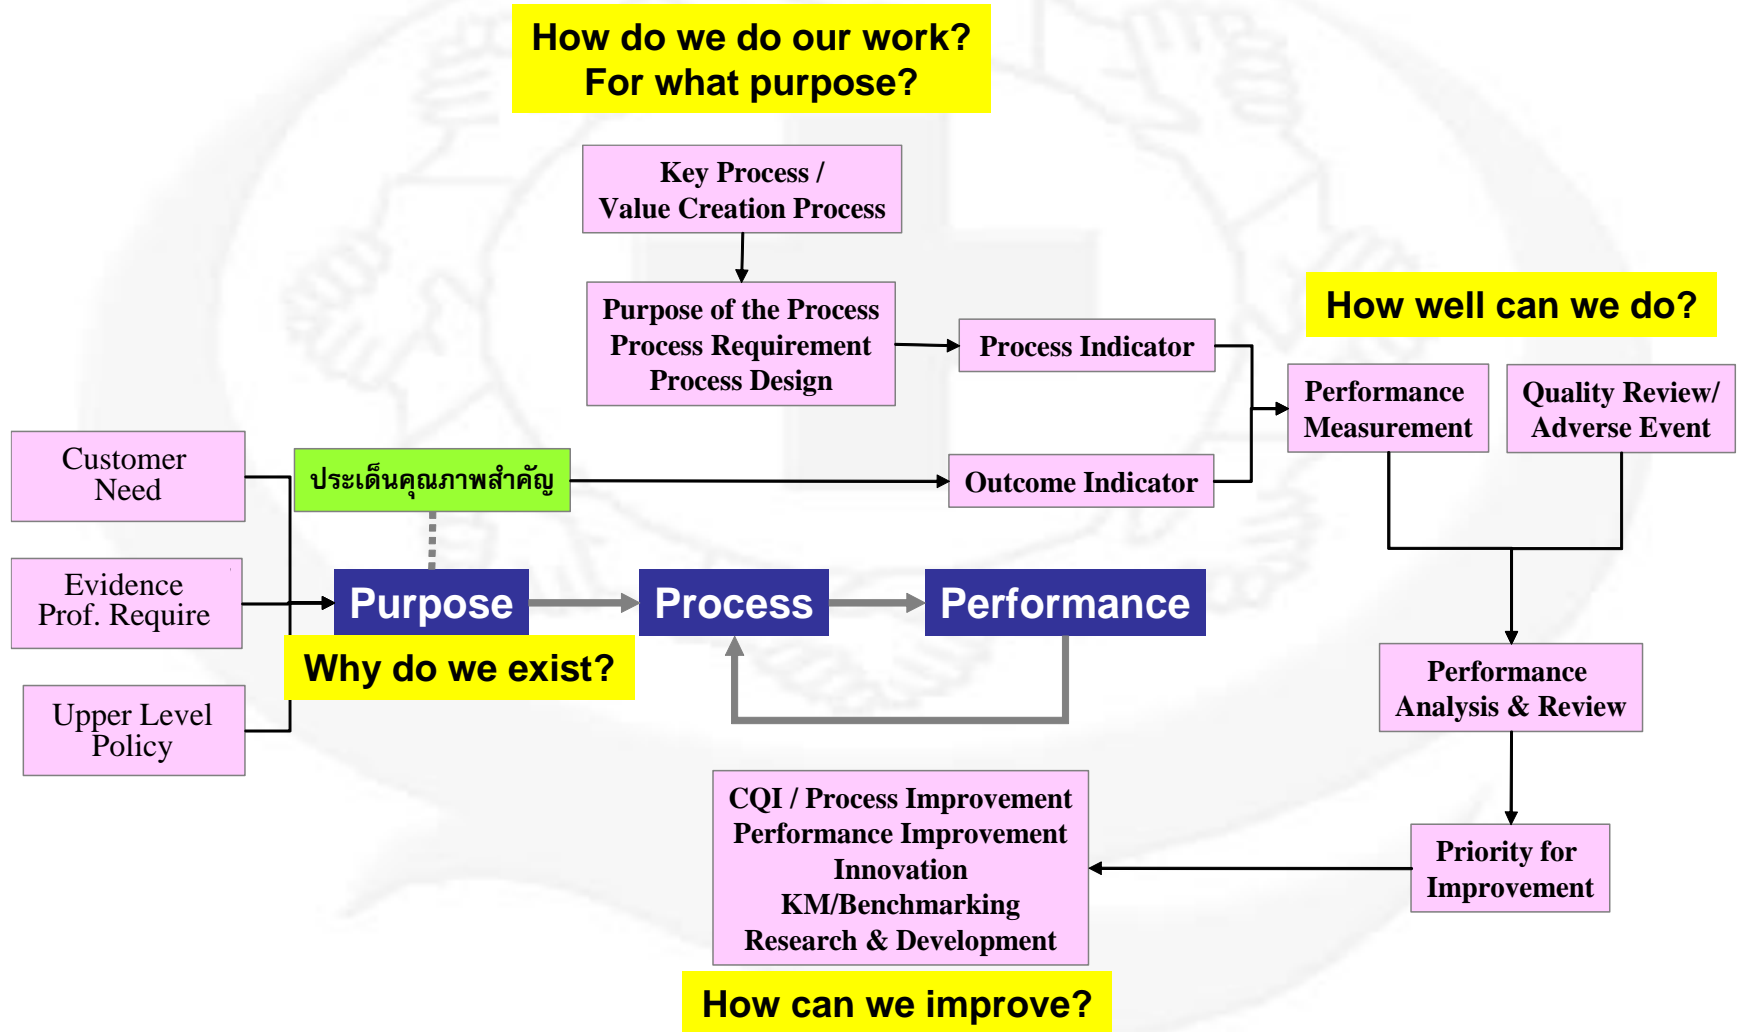 How do we do our work?
For what purpose?
Key Process /
Value Creation Process
Purpose of the Process
Process Requirement
Process Design
Process Indicator
How well can we do?
Performance
Measurement
Quality Review/
Adverse Event
Customer
Need
ประเด็นคุณภาพสำคัญ
Outcome Indicator
Evidence
Prof. Require
Purpose
Process
Performance
Why do we exist?
Upper Level
Policy
Performance
Analysis & Review
CQI / Process Improvement
Performance Improvement
Innovation
KM/Benchmarking
Research & Development
Priority for
Improvement
How can we improve?